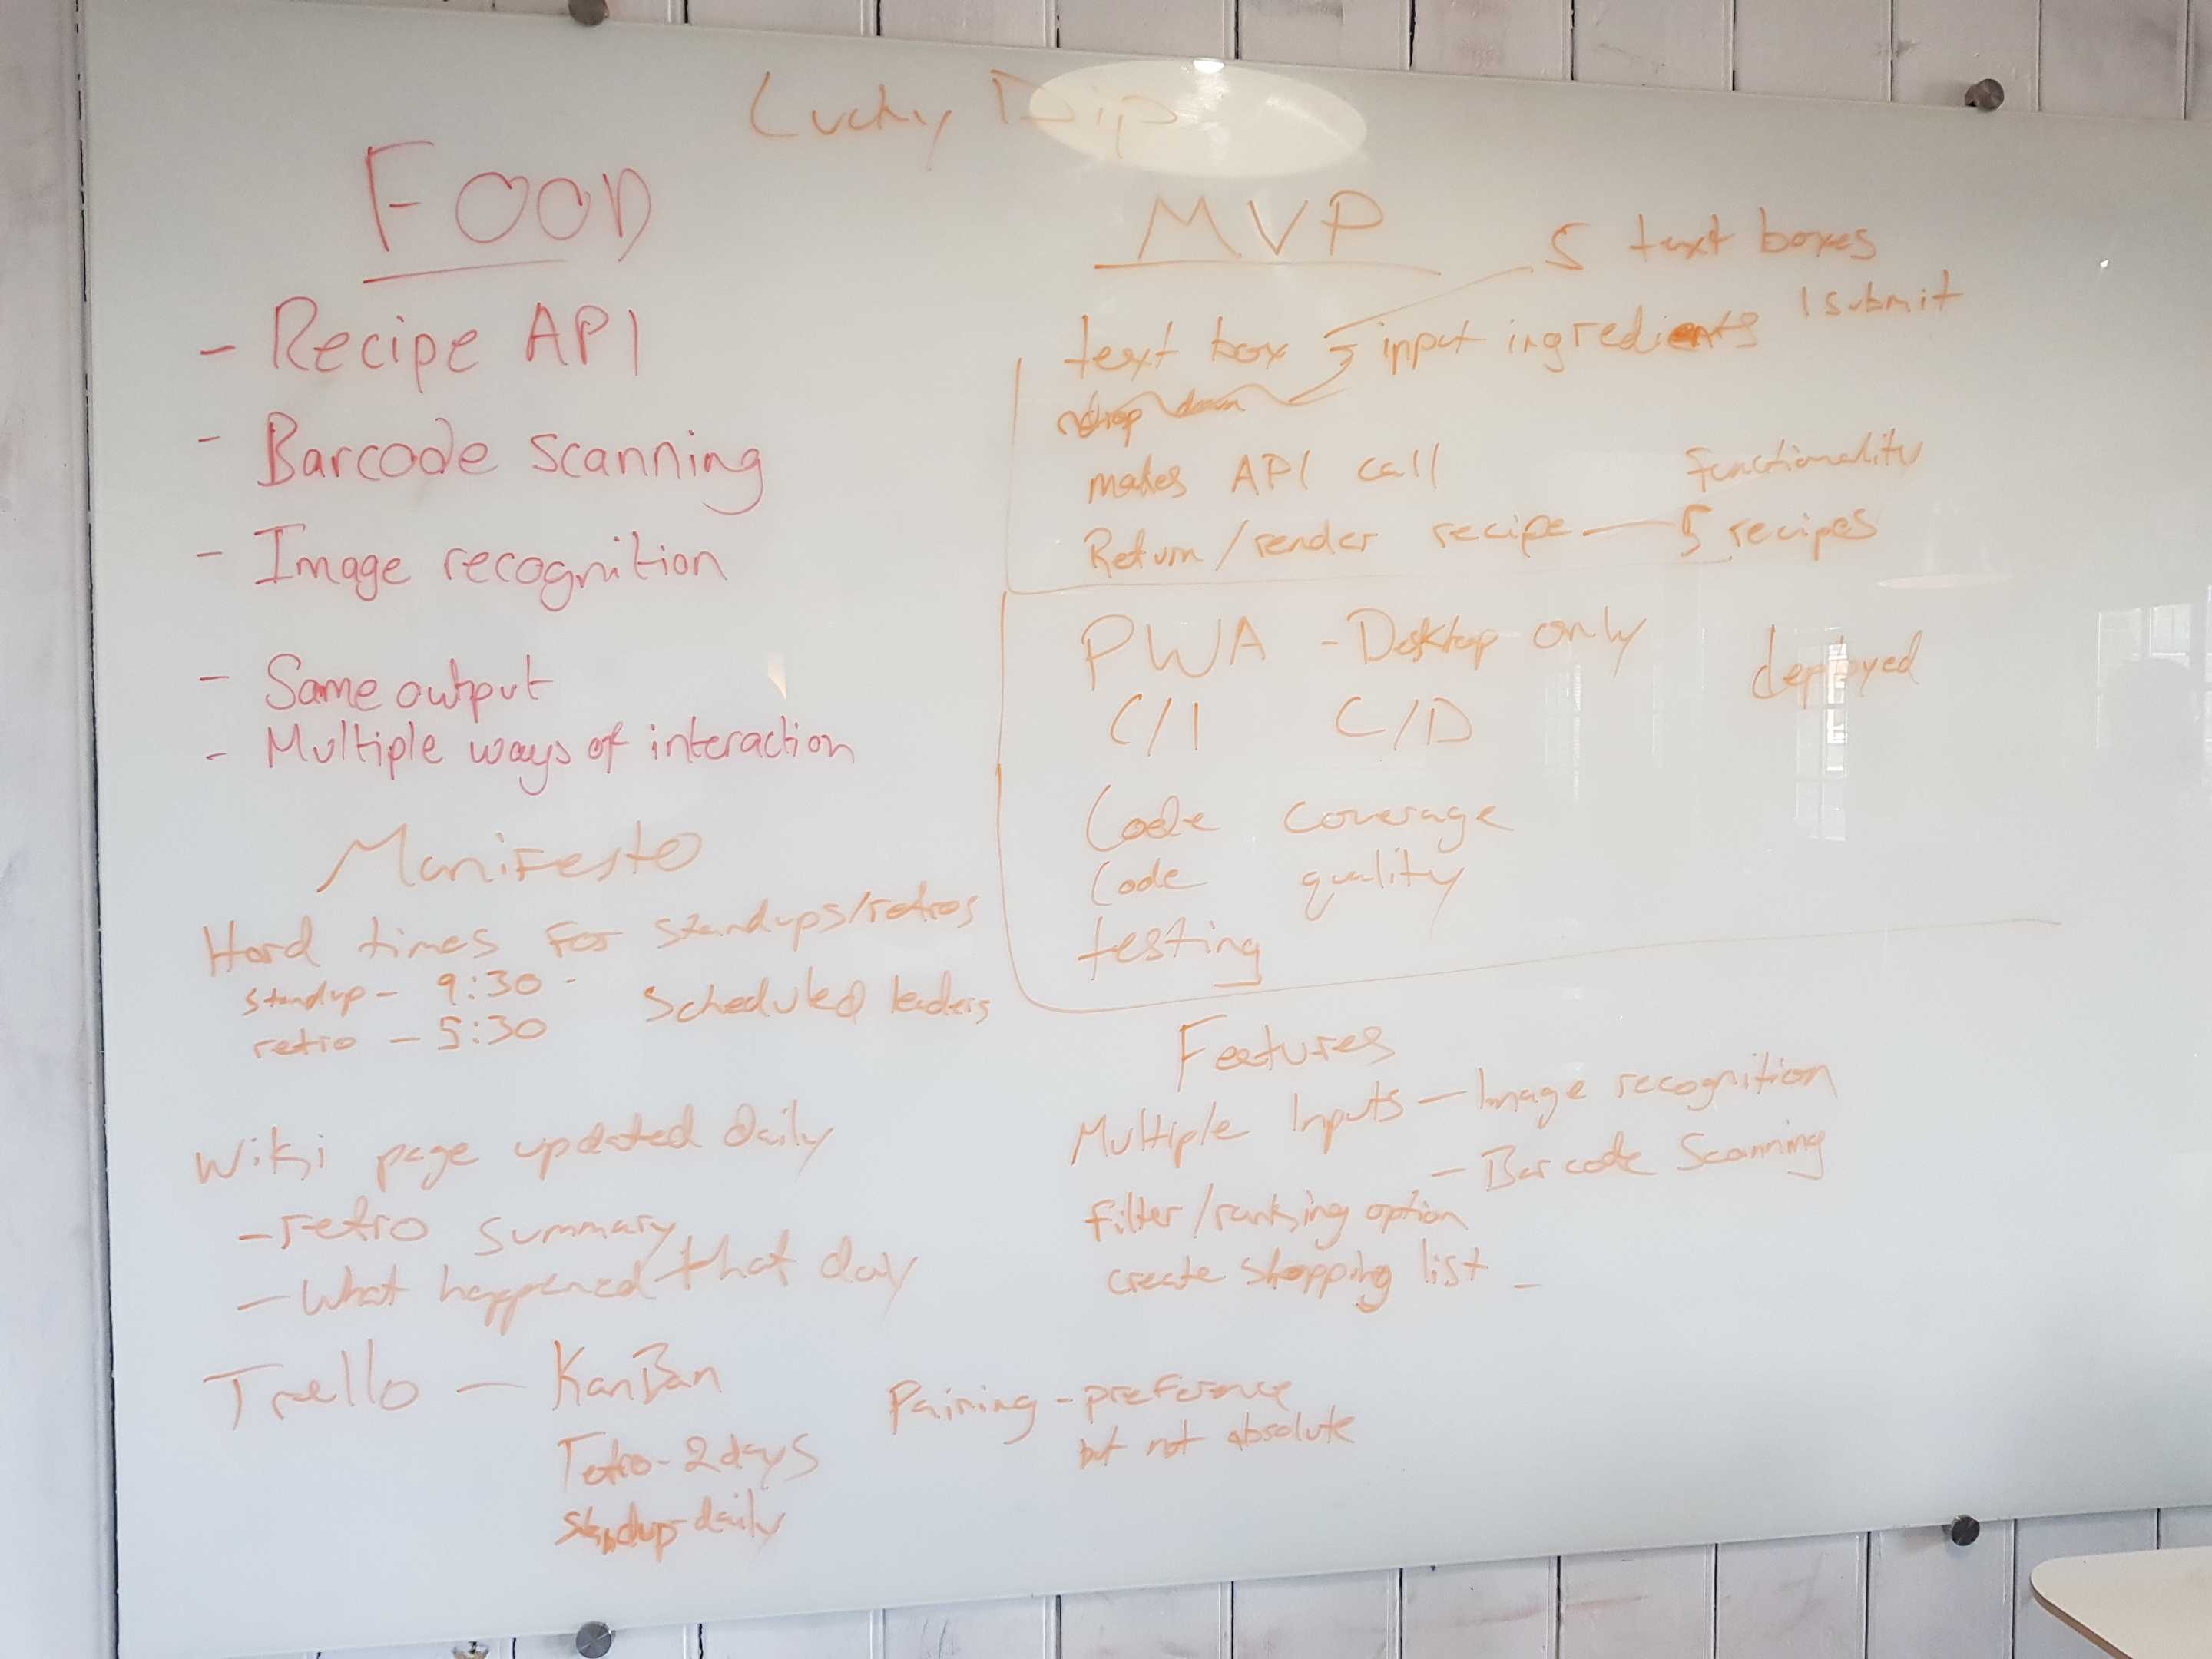 Lucky Dip
FOOD
- Recipe API
- Barcode scanning
- Image recognition
- Same output
- Multiple ways of interaction
Manifesto
Hard times for standups/retros
standup - 9:30 -
retro - 5:30
Scheduled leaders
Wiki page updated daily
- retro summary
- What happened that day
Trello - KanBan
retro - 2 days
standup - daily
Pairing - preference
but not absolute
MVP
5 text boxes
1 submit
text box input ingredients
drop down
makes API call
functionality
Return/render recipe - 5 recipes
PWA - Desktop only
deployed
C/I C/D
Code coverage
Code quality
testing
Features
Multiple Inputs - Image recognition
- Barcode Scanning
filter/ranking option
create shopping list -